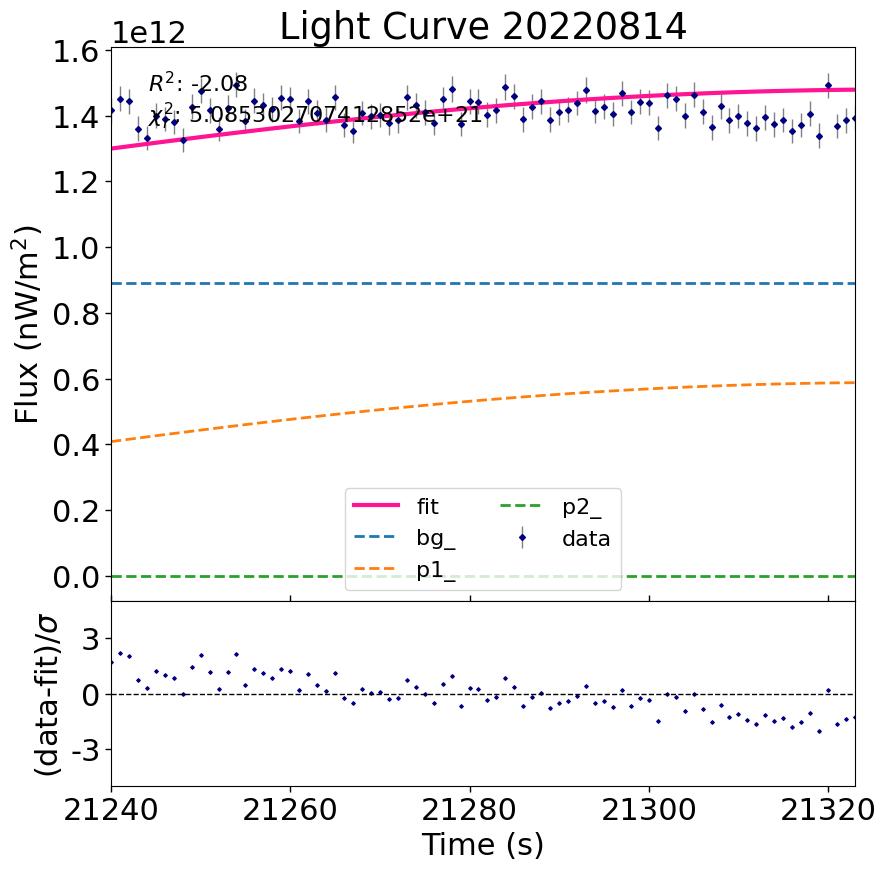 Light Curve 20220814
1e12
R²: -2.08
χ²: 5.085302707412852e+21
1.6
1.4
1.2
1.0
0.8
0.6
0.4
0.2
0.0
Flux (nW/m²)
fit
bg_
p1_
p2_
data
3
0
-3
(data-fit)/σ
21240
21260
21280
21300
21320
Time (s)